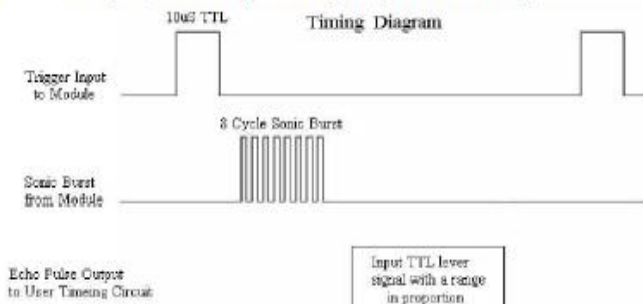 10uS TTL
Timing Diagram
Trigger Input
to Module
8 Cycle Sonic Burst
Sonic Burst
from Module
Echo Pulse Output
to User Timeing Circuit
Input TTL lever
signal with a range
in proportion